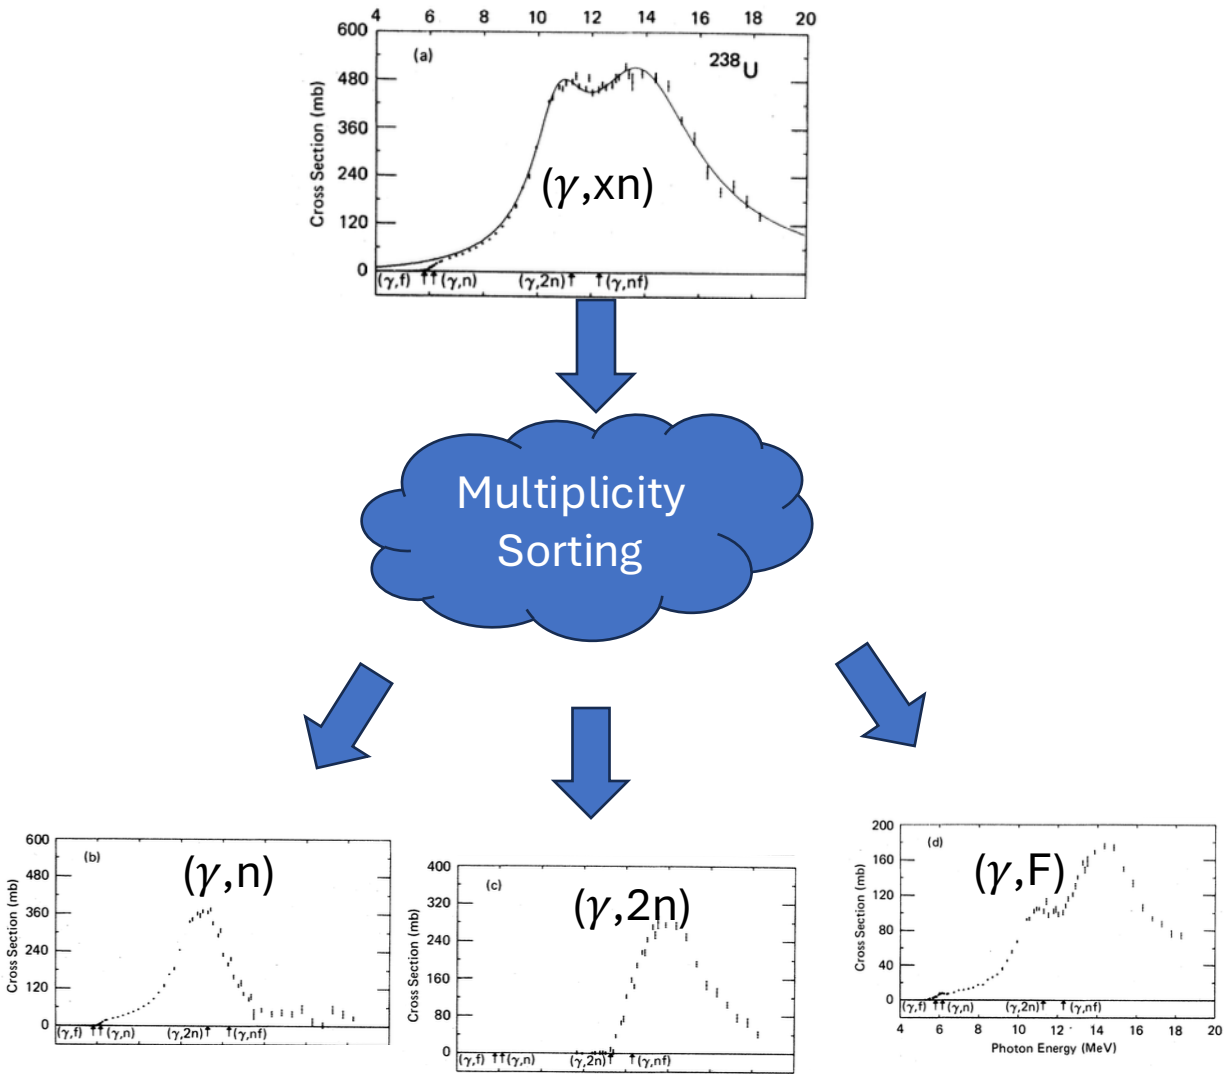 4 6 8 10 12 14 16 18 20
600
(a)
238U
480
360
240
120
0
Cross Section (mb)
(γ,xn)
(γ,f) (γ,n) (γ,2n) (γ,nf)
Multiplicity
Sorting
600
(b)
(γ,n)
480
360
240
120
0
Cross Section (mb)
(γ,f) (γ,n) (γ,2n) (γ,nf)
400
(c)
(γ,2n)
320
240
160
80
0
Cross Section (mb)
(γ,f) (γ,n) (γ,2n) (γ,nf)
200
(d)
(γ,F)
160
120
80
40
0
Cross Section (mb)
(γ,f) (γ,n) (γ,2n) (γ,nf)
4 6 8 10 12 14 16 18 20
Photon Energy (MeV)